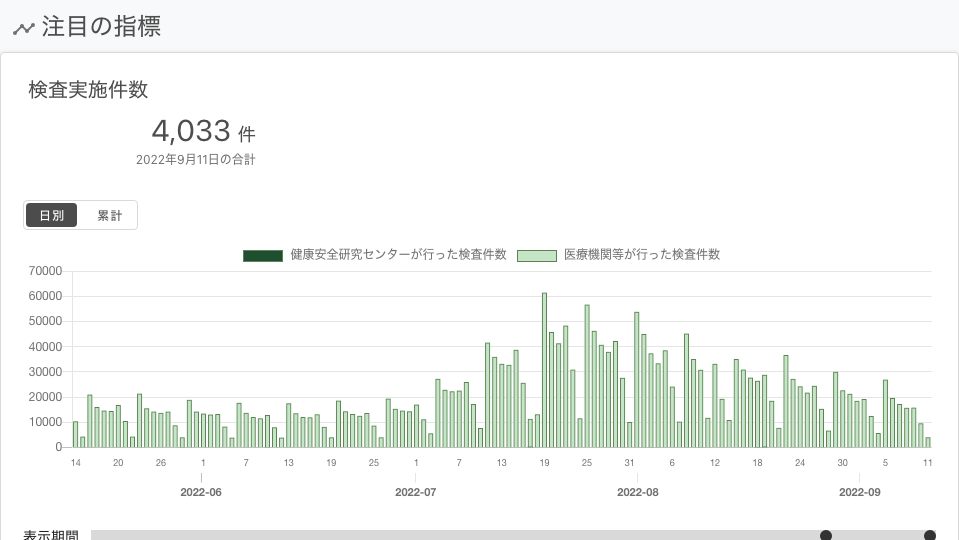 注目の指標
検査実施件数
4,033 件
2022年9月11日の合計
日別 累計
健康安全研究センターが行った検査件数 医療機関等が行った検査件数
70000
60000
50000
40000
30000
20000
10000
0
14 20 26 1 7 13 19 25 1 7 13 19 25 31 6 12 18 24 30 5 11
2022-06 2022-07 2022-08 2022-09
表示期間